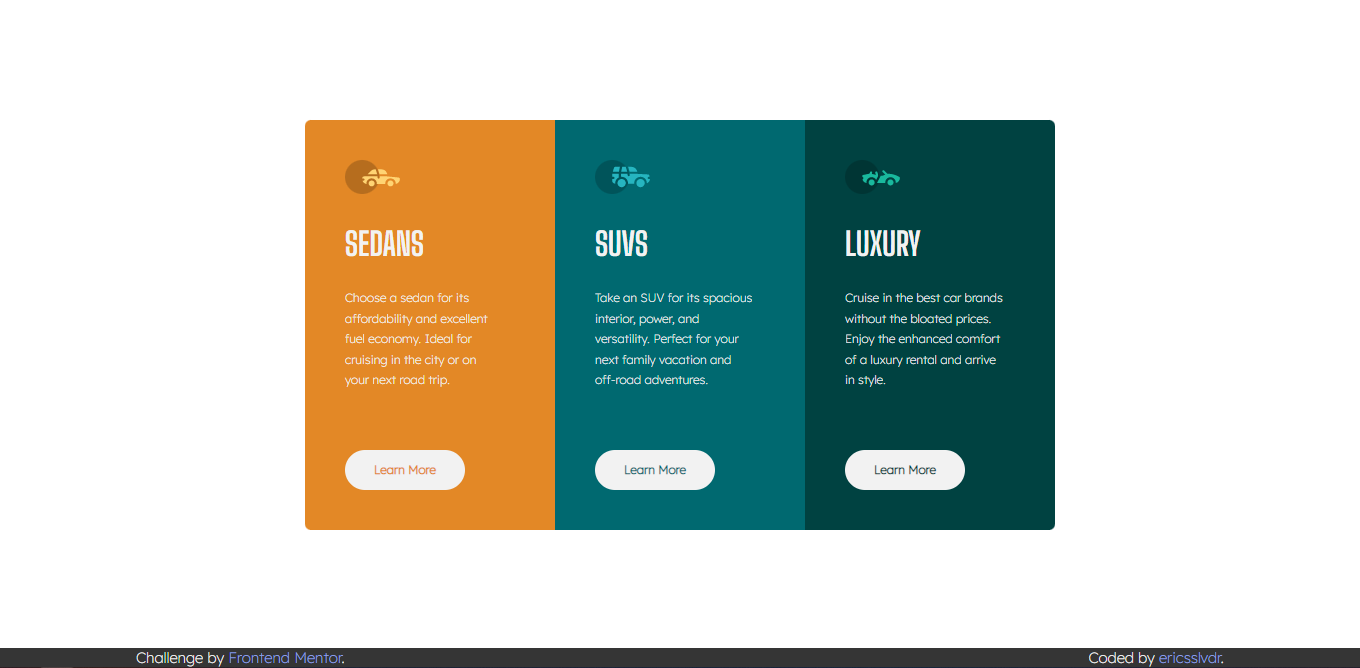 SEDANS
Choose a sedan for its
affordability and excellent
fuel economy. Ideal for
cruising in the city or on
your next road trip.
Learn More
SUVS
Take an SUV for its spacious
interior, power, and
versatility. Perfect for your
next family vacation and
off-road adventures.
Learn More
LUXURY
Cruise in the best car brands
without the bloated prices.
Enjoy the enhanced comfort
of a luxury rental and arrive
in style.
Learn More
Challenge by Frontend Mentor.
Coded by ericsslvdr.